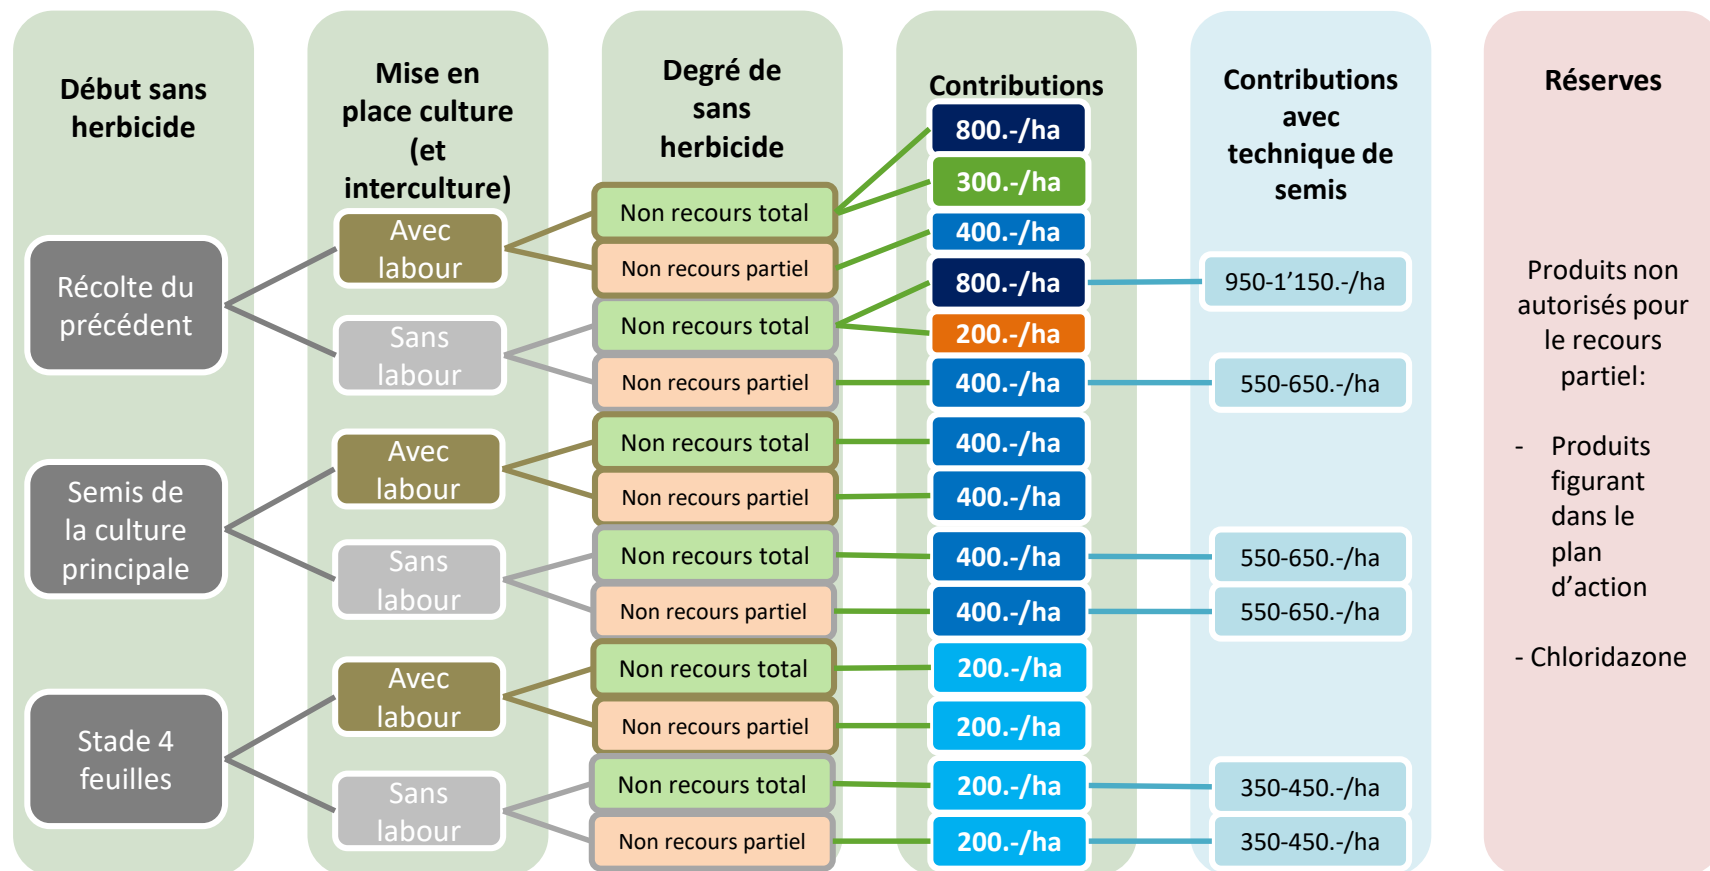 Début sans
herbicide
Récolte du
précédent
Semis de
la culture
principale
Stade 4
feuilles
Mise en
place culture
(et
interculture)
Avec
labour
Sans
labour
Avec
labour
Sans
labour
Avec
labour
Sans
labour
Degré de
sans
herbicide
Non recours total
Non recours partiel
Non recours total
Non recours partiel
Non recours total
Non recours partiel
Non recours total
Non recours partiel
Non recours total
Non recours partiel
Non recours total
Non recours partiel
Contributions
800.-/ha
300.-/ha
400.-/ha
800.-/ha
200.-/ha
400.-/ha
400.-/ha
400.-/ha
400.-/ha
400.-/ha
200.-/ha
200.-/ha
200.-/ha
200.-/ha
Contributions
avec
technique de
semis
950-1’150.-/ha
550-650.-/ha
550-650.-/ha
550-650.-/ha
350-450.-/ha
350-450.-/ha
Réserves
Produits non
autorisés pour
le recours
partiel:
- Produits
figurant
dans le
plan
d’action
- Chloridazone